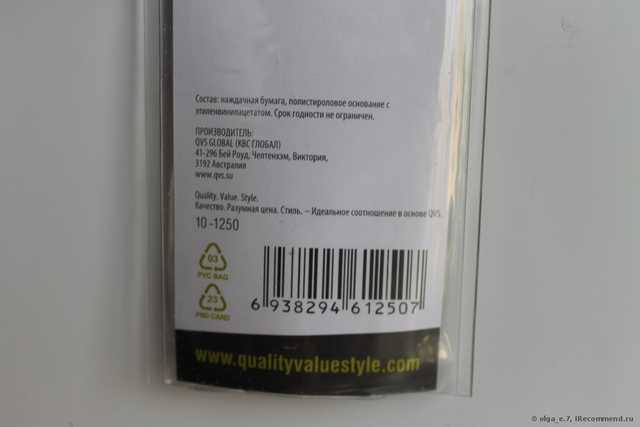 Состав: наждачная бумага, полистироловое основание с
этиленвинилацетатом. Срок годности не ограничен.
ПРОИЗВОДИТЕЛЬ:
QVS GLOBAL (КВС ГЛОБАЛ)
41-296 Бей Роуд, Челтенхэм, Виктория,
3192 Австралия
www.qvs.su
Quality. Value. Style.
Качество. Разумная цена. Стиль. – Идеальное соотношение в основе QVS.
10-1250
03
PVC-BAG
23
PBD-CARD
6 938294 612507
www.qualityvaluestyle.com
© olga_e.7, IRecommend.ru